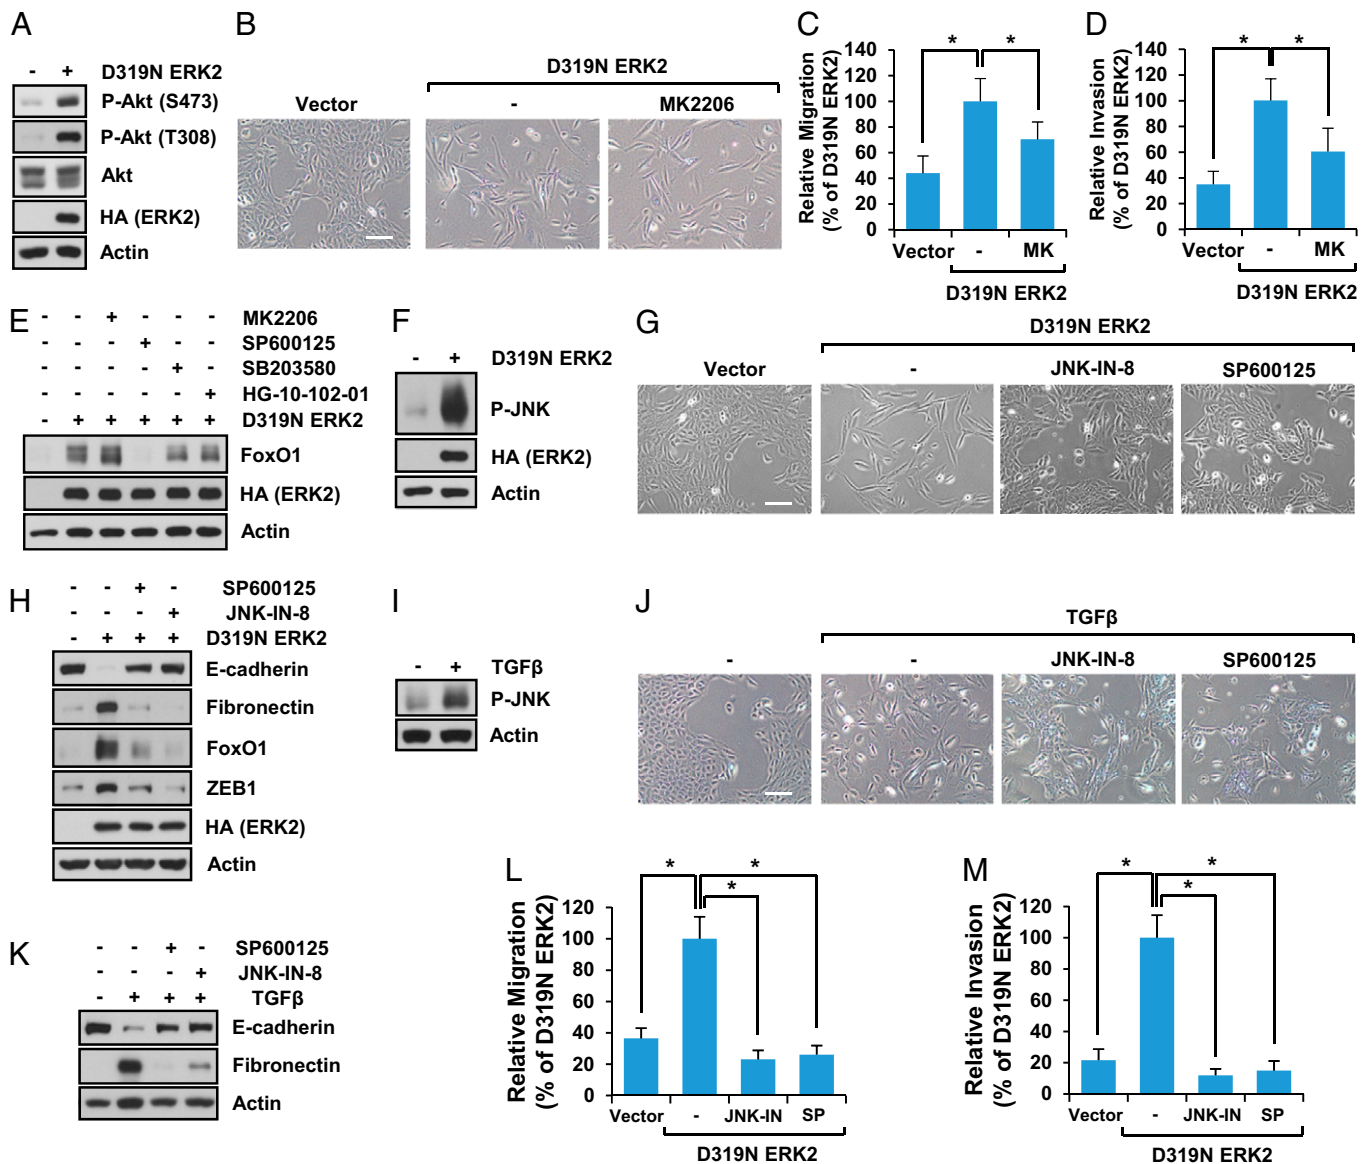 A
- + D319N ERK2
P-Akt (S473)
P-Akt (T308)
Akt
HA (ERK2)
Actin
B
D319N ERK2
Vector - MK2206
C
Relative Migration
(% of D319N ERK2)
140
120
100
80
60
40
20
0
* *
Vector - MK
D319N ERK2
D
Relative Invasion
(% of D319N ERK2)
140
120
100
80
60
40
20
0
* *
Vector - MK
D319N ERK2
E
- - + - - - MK2206
- - - + - - SP600125
- - - - + - SB203580
- - - - - + HG-10-102-01
- + + + + + D319N ERK2
FoxO1
HA (ERK2)
Actin
F
- + D319N ERK2
P-JNK
HA (ERK2)
Actin
G
D319N ERK2
Vector - JNK-IN-8 SP600125
H
- - + - SP600125
- - - + JNK-IN-8
- + + + D319N ERK2
E-cadherin
Fibronectin
FoxO1
ZEB1
HA (ERK2)
Actin
I
- + TGFβ
P-JNK
Actin
J
TGFβ
- - JNK-IN-8 SP600125
K
- - + - SP600125
- - - + JNK-IN-8
- + + + TGFβ
E-cadherin
Fibronectin
Actin
L
Relative Migration
(% of D319N ERK2)
120
100
80
60
40
20
0
* * *
Vector - JNK-IN SP
D319N ERK2
M
Relative Invasion
(% of D319N ERK2)
120
100
80
60
40
20
0
* * *
Vector - JNK-IN SP
D319N ERK2